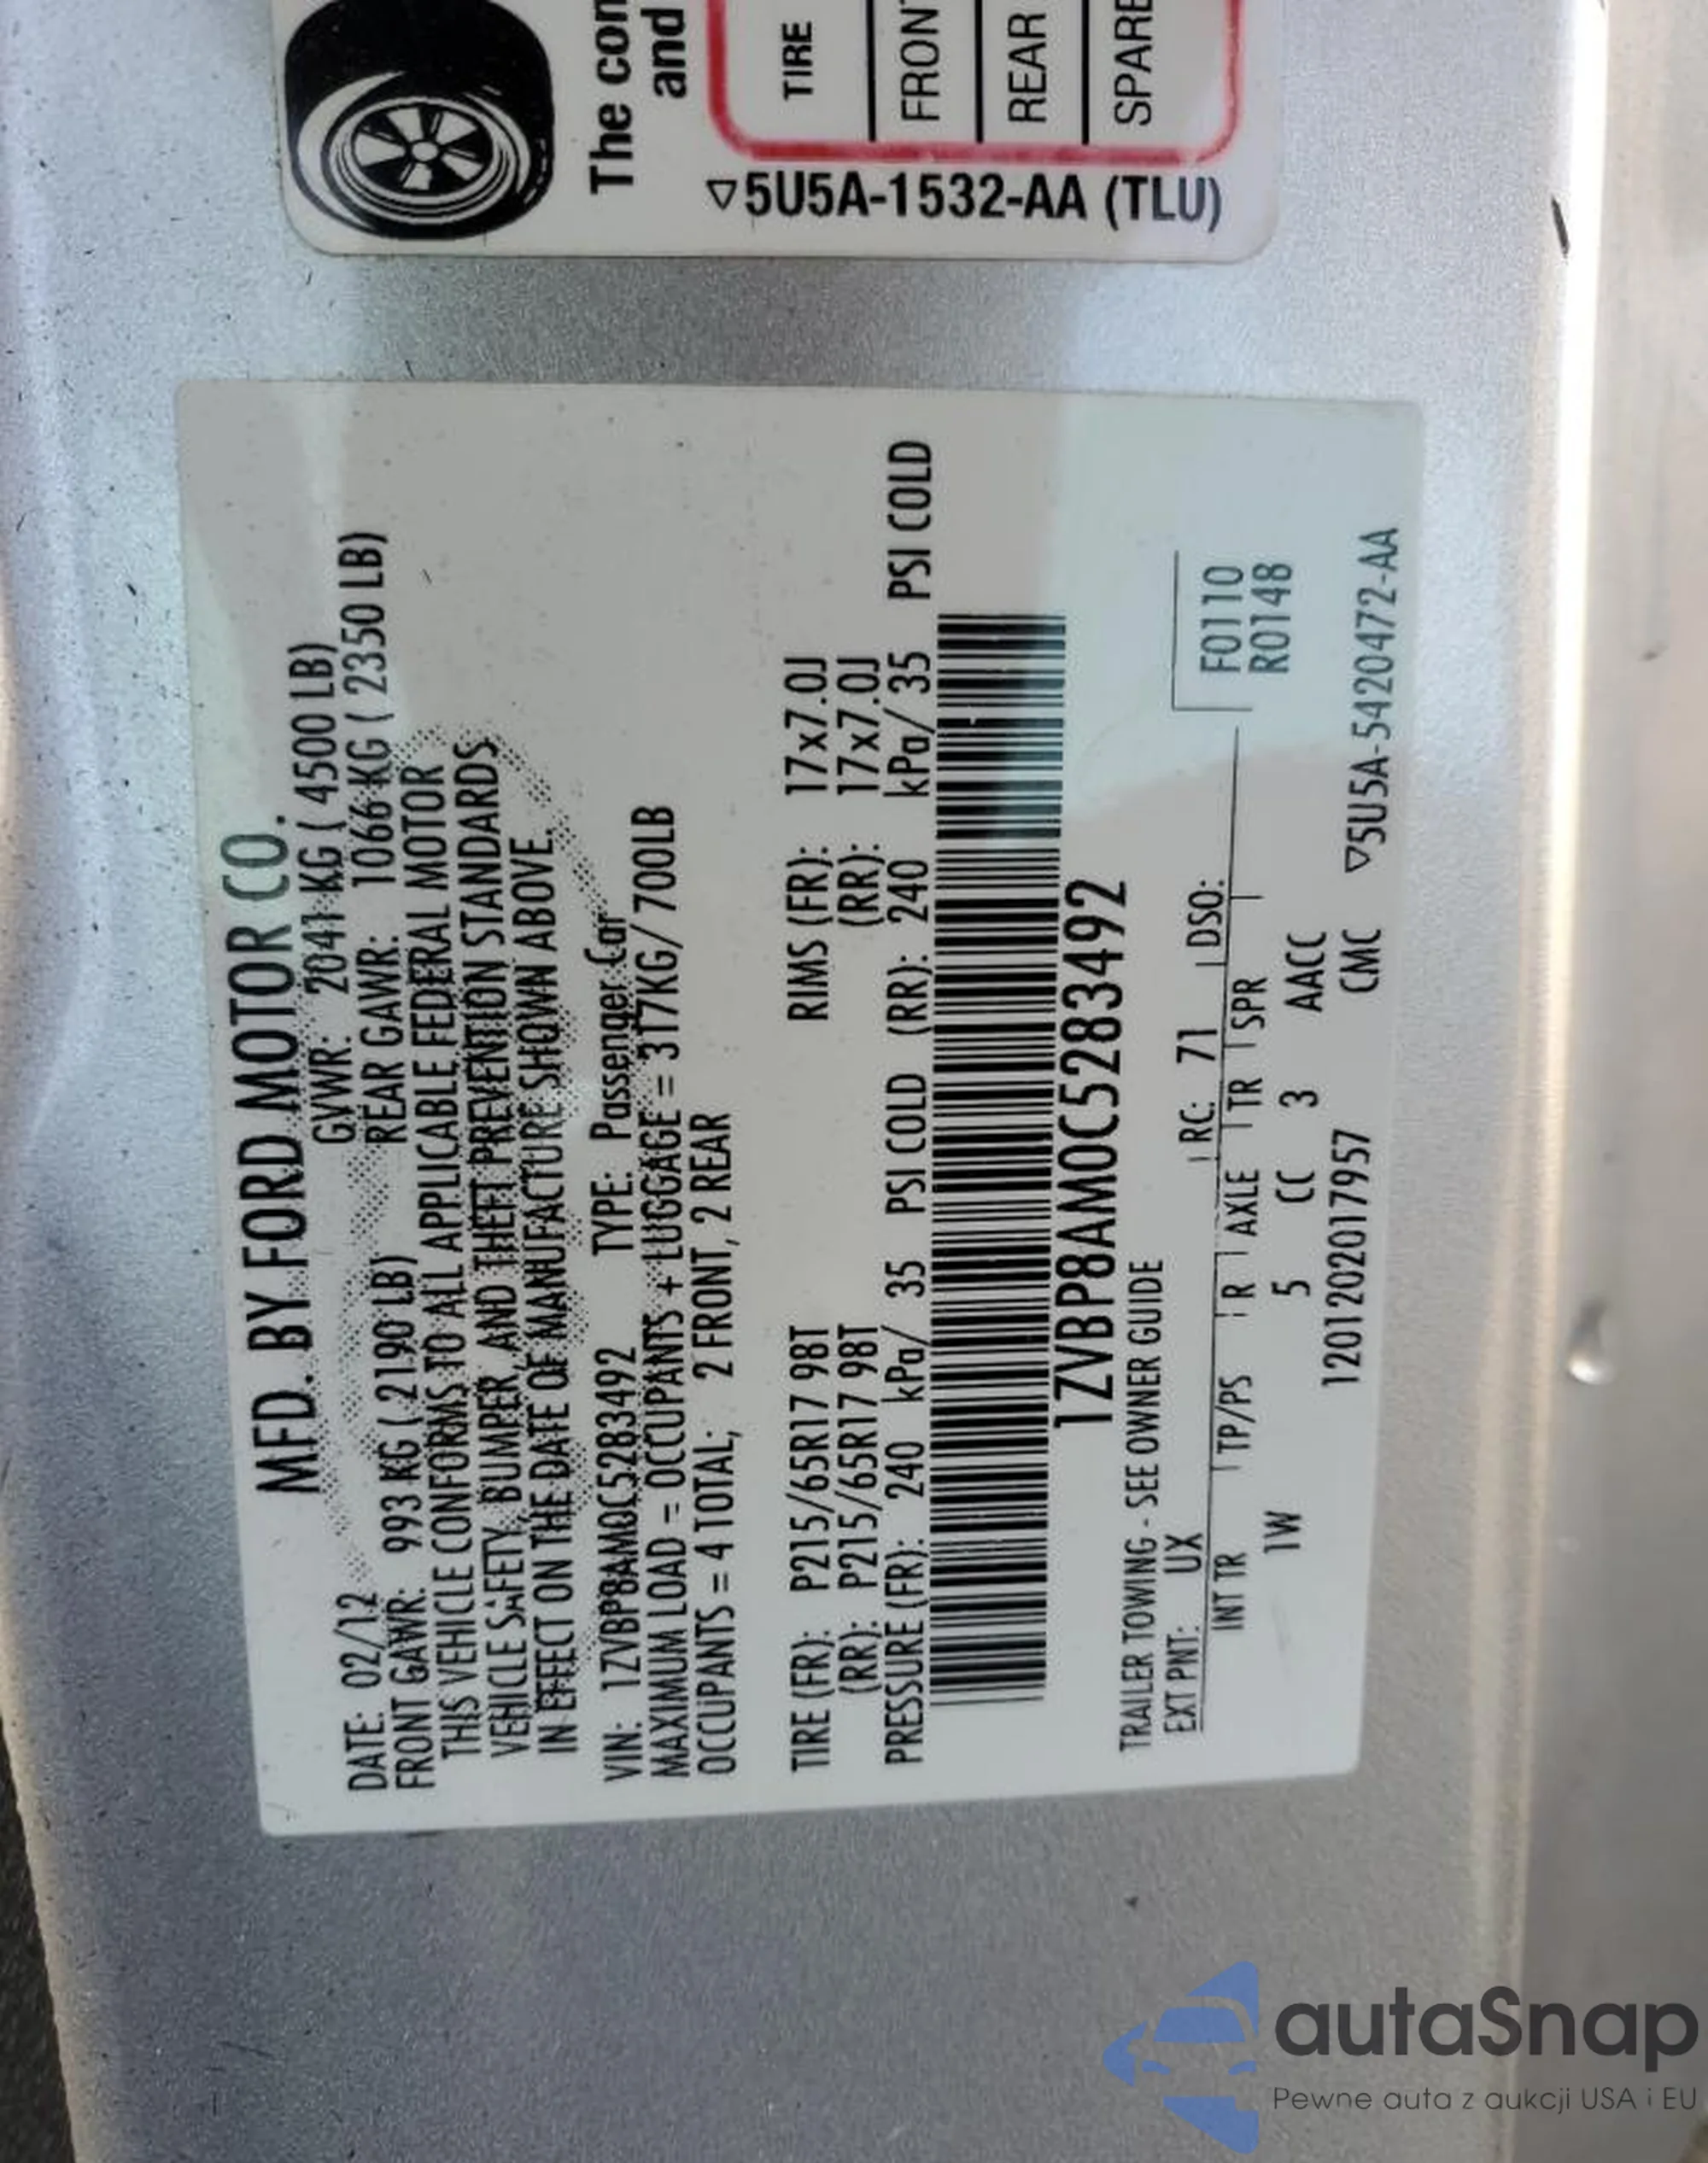 The con
and
TIRE
FRONT
REAR
SPARE
▽5U5A-1532-AA (TLU)
MFD. BY FORD MOTOR CO.
DATE: 02/12 GVWR: 2041 KG ( 4500 LB)
FRONT GAWR: 993 KG ( 2190 LB) REAR GAWR: 1066 KG ( 2350 LB)
THIS VEHICLE CONFORMS TO ALL APPLICABLE FEDERAL MOTOR
VEHICLE SAFETY, BUMPER, AND THEFT PREVENTION STANDARDS
IN EFFECT ON THE DATE OF MANUFACTURE SHOWN ABOVE.
VIN: 1ZVBP8AM0C5283492 TYPE: Passenger Car
MAXIMUM LOAD = OCCUPANTS + LUGGAGE = 317KG/ 700LB
OCCUPANTS = 4 TOTAL, 2 FRONT, 2 REAR
TIRE (FR): P215/65R17 98T RIMS (FR): 17x7.0J
(RR): P215/65R17 98T (RR): 17x7.0J
PRESSURE (FR): 240 kPa/ 35 PSI COLD (RR): 240 kPa/ 35 PSI COLD
1ZVBP8AM0C5283492
TRAILER TOWING - SEE OWNER GUIDE
EXT PNT: UX RC: 71 DSO:
INT TR TP/PS R AXLE TR SPR
1W 5 CC 3 AACC
F0110
R0148
120120201795​7 CMC ▽5U5A-5420472-AA
autaSnap
Pewne auta z aukcji USA i EU